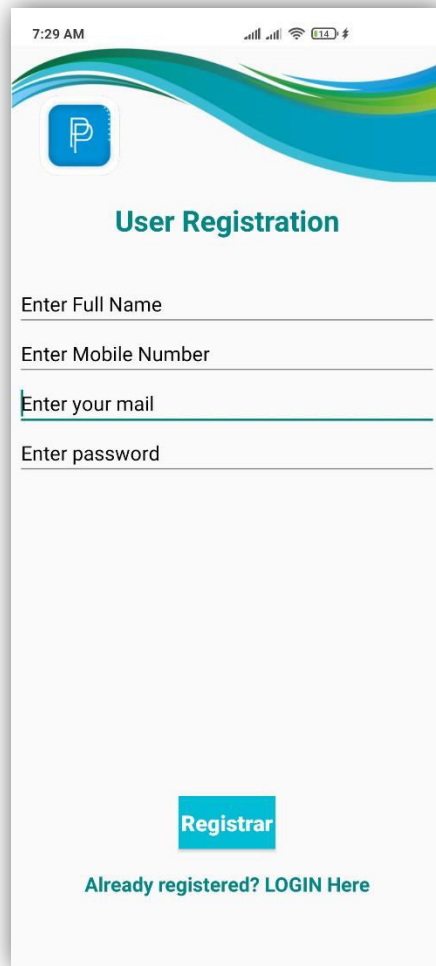 7:29 AM
14
P
User Registration
Enter Full Name
Enter Mobile Number
Enter your mail
Enter password
Registrar
Already registered? LOGIN Here